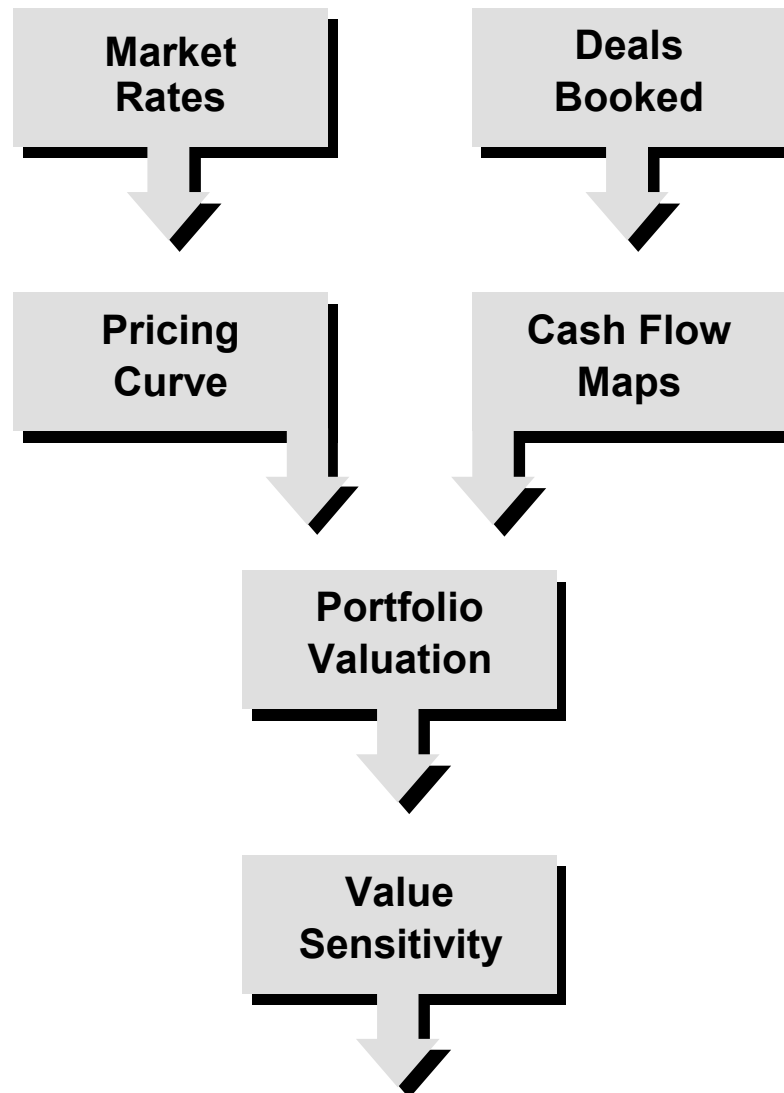 Market
Rates
Deals
Booked
Pricing
Curve
Cash Flow
Maps
Portfolio
Valuation
Value
Sensitivity